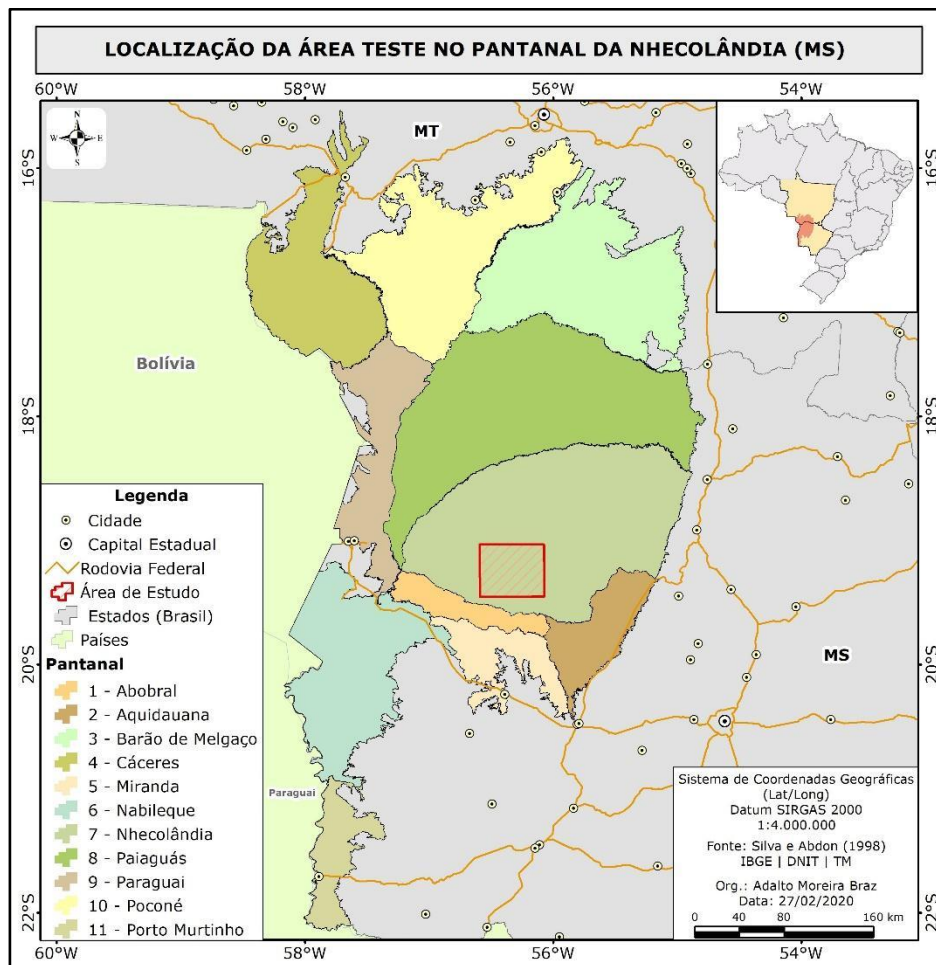 LOCALIZAÇÃO DA ÁREA TESTE NO PANTANAL DA NHECOLÂNDIA (MS)
60°W 58°W 56°W 54°W
N
W E
S
MT
16°S 16°S
Bolívia
18°S 18°S
Legenda
Cidade
Capital Estadual
Rodovia Federal
Área de Estudo
Estados (Brasil)
Países
Pantanal
1 - Abobral
2 - Aquidauana
3 - Barão de Melgaço
4 - Cáceres
5 - Miranda
6 - Nabileque
7 - Nhecolândia
8 - Paiaguás
9 - Paraguai
10 - Poconé
11 - Porto Murtinho
MS
20°S 20°S
Paraguai
Sistema de Coordenadas Geográficas
(Lat/Long)
Datum SIRGAS 2000
1:4.000.000
Fonte: Silva e Abdon (1998)
IBGE | DNIT | TM
Org.: Adalto Moreira Braz
Data: 27/02/2020
0 40 80 160 km
22°S 22°S
60°W 58°W 56°W 54°W